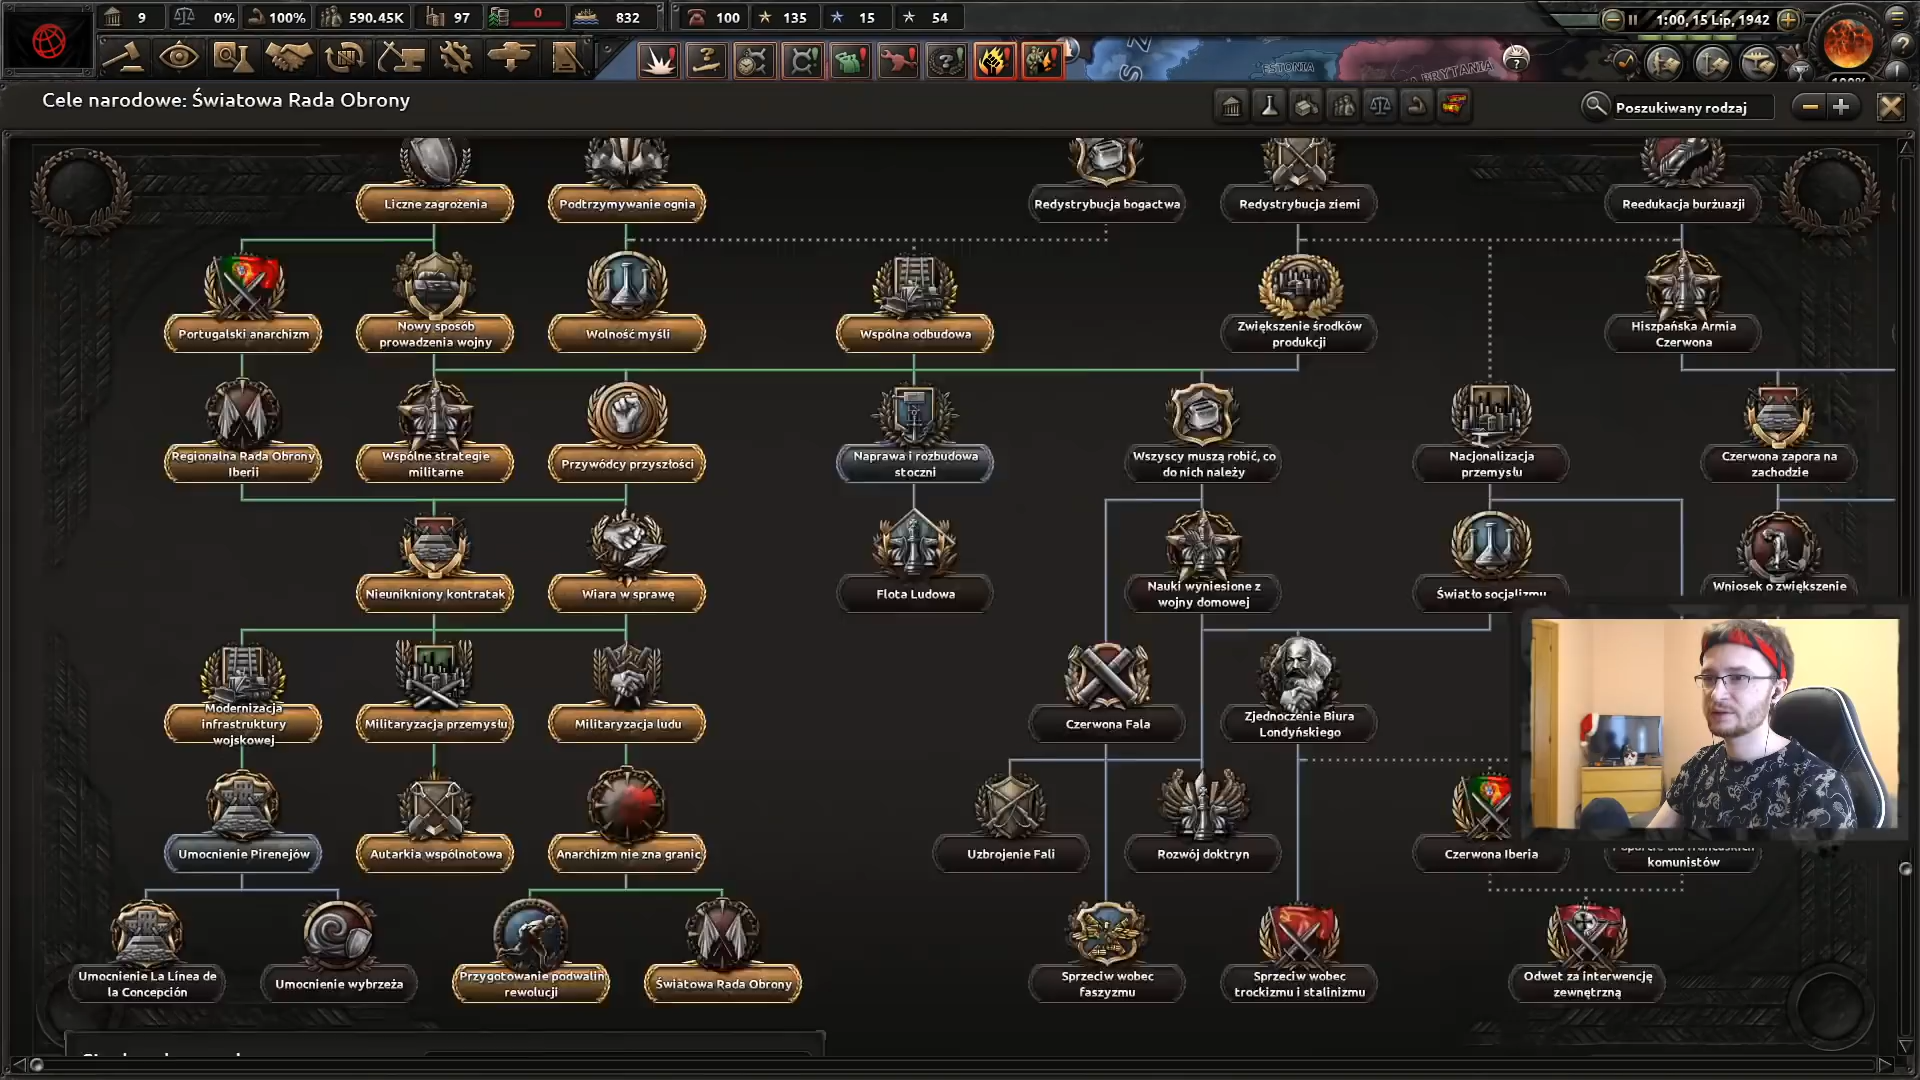 9
0%
100%
590.45K
97
0
832
100
135
15
54
1:00, 15 Lip, 1942
ESTONIA
BRYTANIA
Cele narodowe: Światowa Rada Obrony
Poszukiwany rodzaj
Liczne zagrożenia
Podtrzymywanie ognia
Redystrybucja bogactwa
Redystrybucja ziemi
Reedukacja burżuazji
Portugalski anarchizm
Nowy sposób
prowadzenia wojny
Wolność myśli
Wspólna odbudowa
Zwiększenie środków
produkcji
Hiszpańska Armia
Czerwona
Regionalna Rada Obrony
Iberii
Wspólne strategie
militarne
Przywódcy przyszłości
Naprawa i rozbudowa
stoczni
Wszyscy muszą robić, co
do nich należy
Nacjonalizacja
przemysłu
Czerwona zapora na
zachodzie
Nieunikniony kontratak
Wiara w sprawę
Flota Ludowa
Nauki wyniesione z
wojny domowej
Światło socjalizmu
Wniosek o zwiększenie
Modernizacja
infrastruktury
wojskowej
Militaryzacja przemysłu
Militaryzacja ludu
Czerwona Fala
Zjednoczenie Biura
Londyńskiego
Umocnienie Pirenejów
Autarkia wspólnotowa
Anarchizm nie zna granic
Uzbrojenie Fali
Rozwój doktryn
Czerwona Iberia
komunistów
Umocnienie La Línea de
la Concepción
Umocnienie wybrzeża
Przygotowanie podwalin
rewolucji
Światowa Rada Obrony
Sprzeciw wobec
faszyzmu
Sprzeciw wobec
trockizmu i stalinizmu
Odwet za interwencję
zewnętrzną